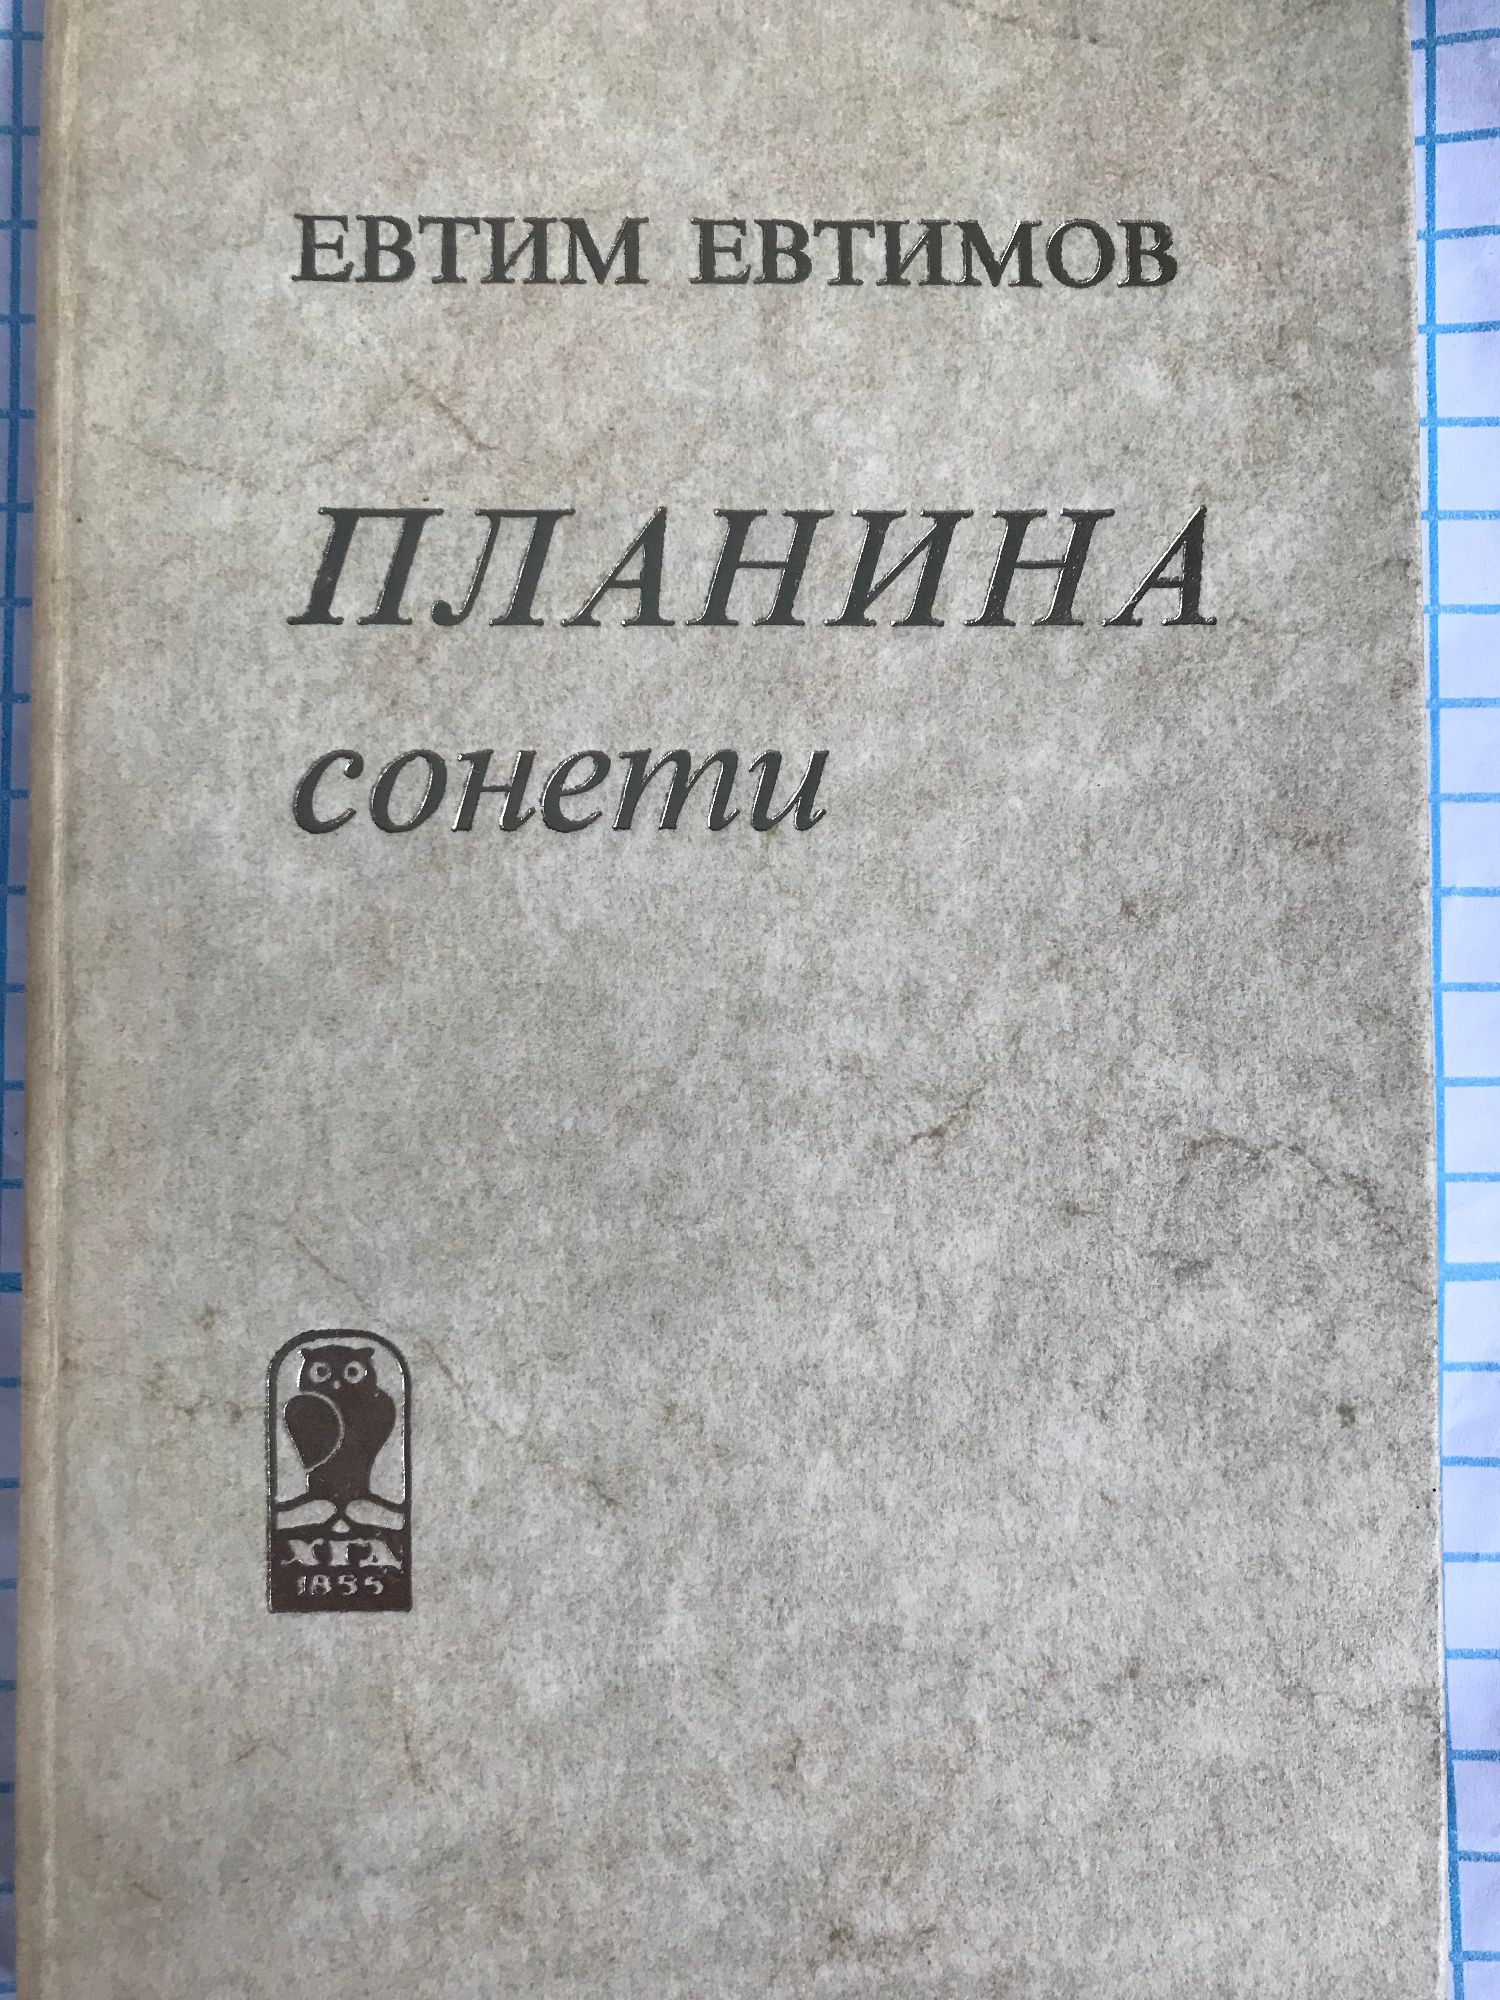 ЕВТИМ ЕВТИМОВ
ПЛАНИНА
сонети
ХГД
1855